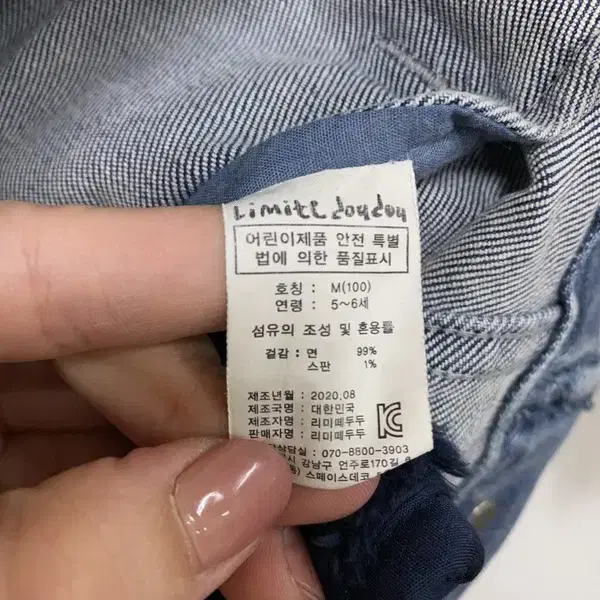 Limite doudou
어린이제품 안전 특별
법에 의한 품질표시
호칭 : M(100)
연령 : 5~6세
섬유의 조성 및 혼용률
겉감 : 면 99%
스판 1%
제조년월 : 2020.08
제조국명 : 대한민국
제조자명 : 리미떼두두
판매자명 : 리미떼두두
담실 : 070-8800-3903
강남구 언주로170길
스페이스데코